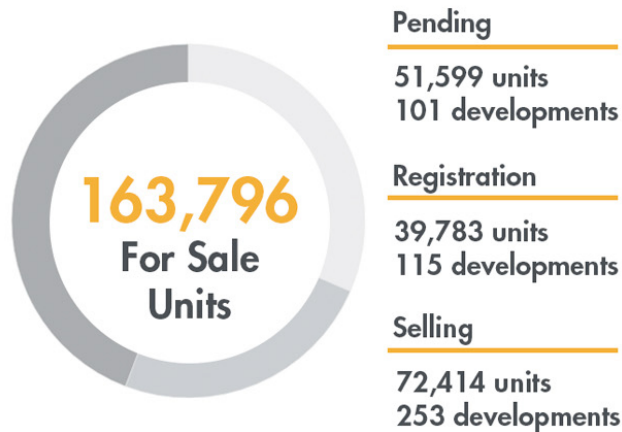 163,796
For Sale
Units
Pending
51,599 units
101 developments
Registration
39,783 units
115 developments
Selling
72,414 units
253 developments